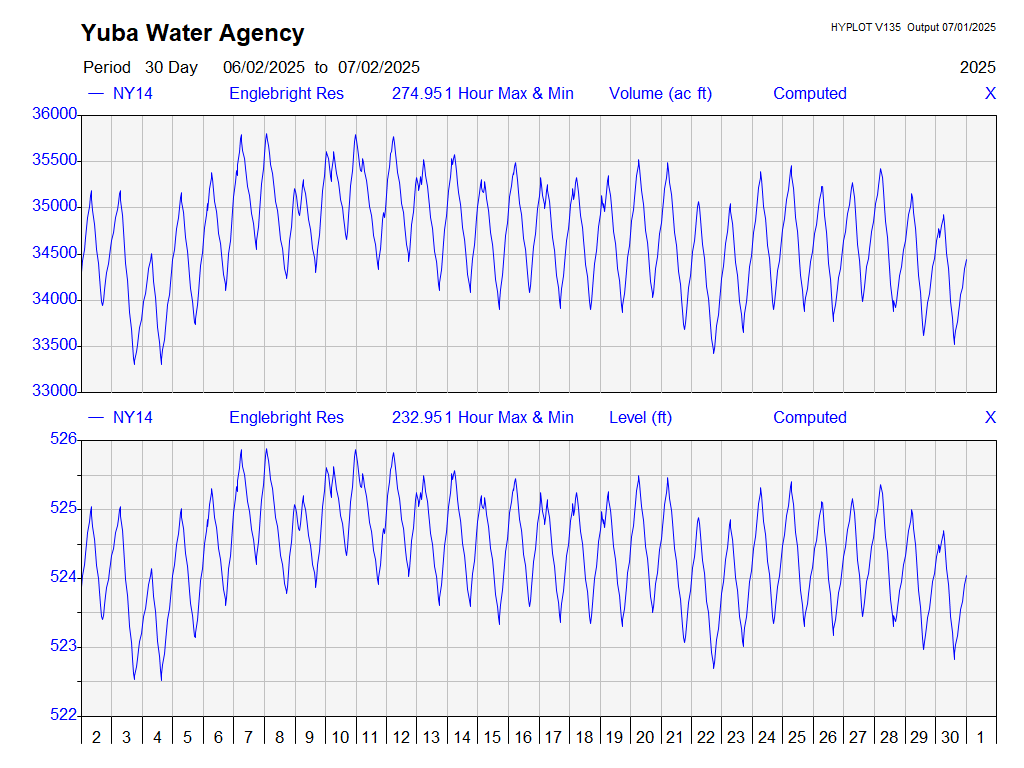 Yuba Water Agency
HYPLOT V135 Output 07/01/2025
Period 30 Day 06/02/2025 to 07/02/2025 2025
NY14 Englebright Res 274.951 Hour Max & Min Volume (ac ft) Computed X
36000
35500
35000
34500
34000
33500
33000
NY14 Englebright Res 232.951 Hour Max & Min Level (ft) Computed X
526
525
524
523
522
2 3 4 5 6 7 8 9 10 11 12 13 14 15 16 17 18 19 20 21 22 23 24 25 26 27 28 29 30 1